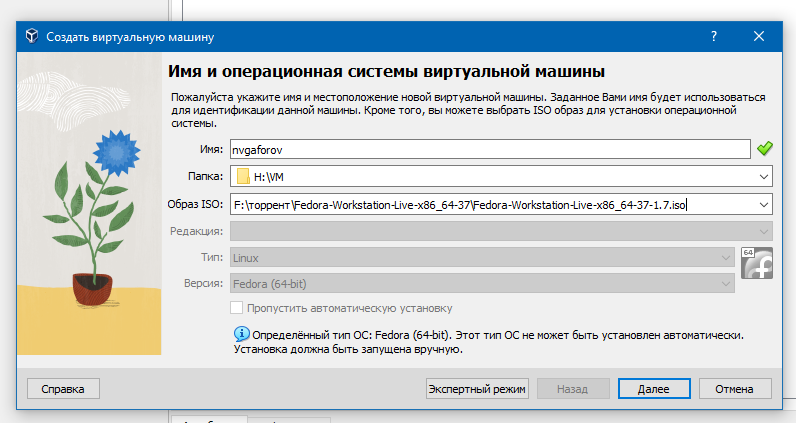 Создать виртуальную машину
Имя и операционная системы виртуальной машины
Пожалуйста укажите имя и местоположение новой виртуальной машины. Заданное Вами имя будет использоваться
для идентификации данной машины. Кроме того, вы можете выбрать ISO образ для установки операционной
системы.
Имя: nvgaforov
Папка: H:\VM
Образ ISO: F:\торрент\Fedora-Workstation-Live-x86_64-37\Fedora-Workstation-Live-x86_64-37-1.7.iso
Редакция:
Тип: Linux
64
Версия: Fedora (64-bit)
Пропустить автоматическую установку
Определённый тип ОС: Fedora (64-bit). Этот тип ОС не может быть установлен автоматически.
Установка должна быть запущена вручную.
Справка Экспертный режим Назад Далее Отмена